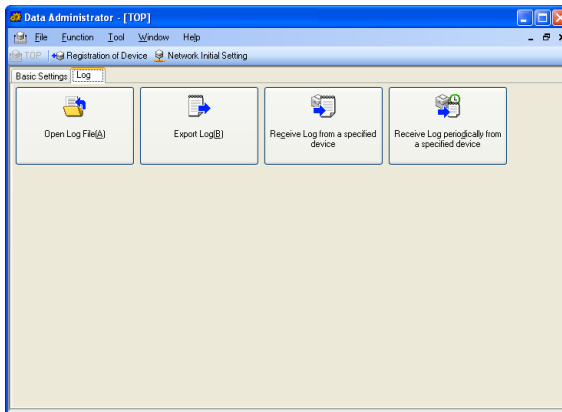 Data Administrator - [TOP]
File Function Tool Window Help
TOP Registration of Device Network Initial Setting
Basic Settings Log
Open Log File(A) Export Log(B) Receive Log from a specified device Receive Log periodically from a specified device